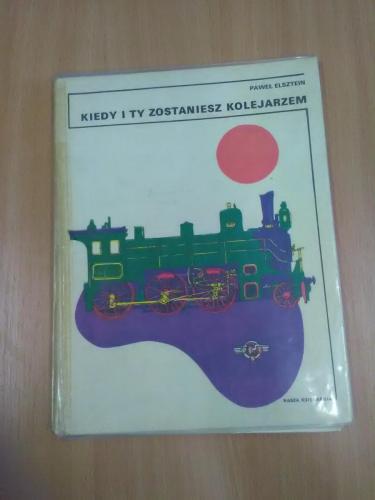 PAWEŁ ELSZTEIN
KIEDY I TY ZOSTANIESZ KOLEJARZEM
NASZA KSIĘGARNIA